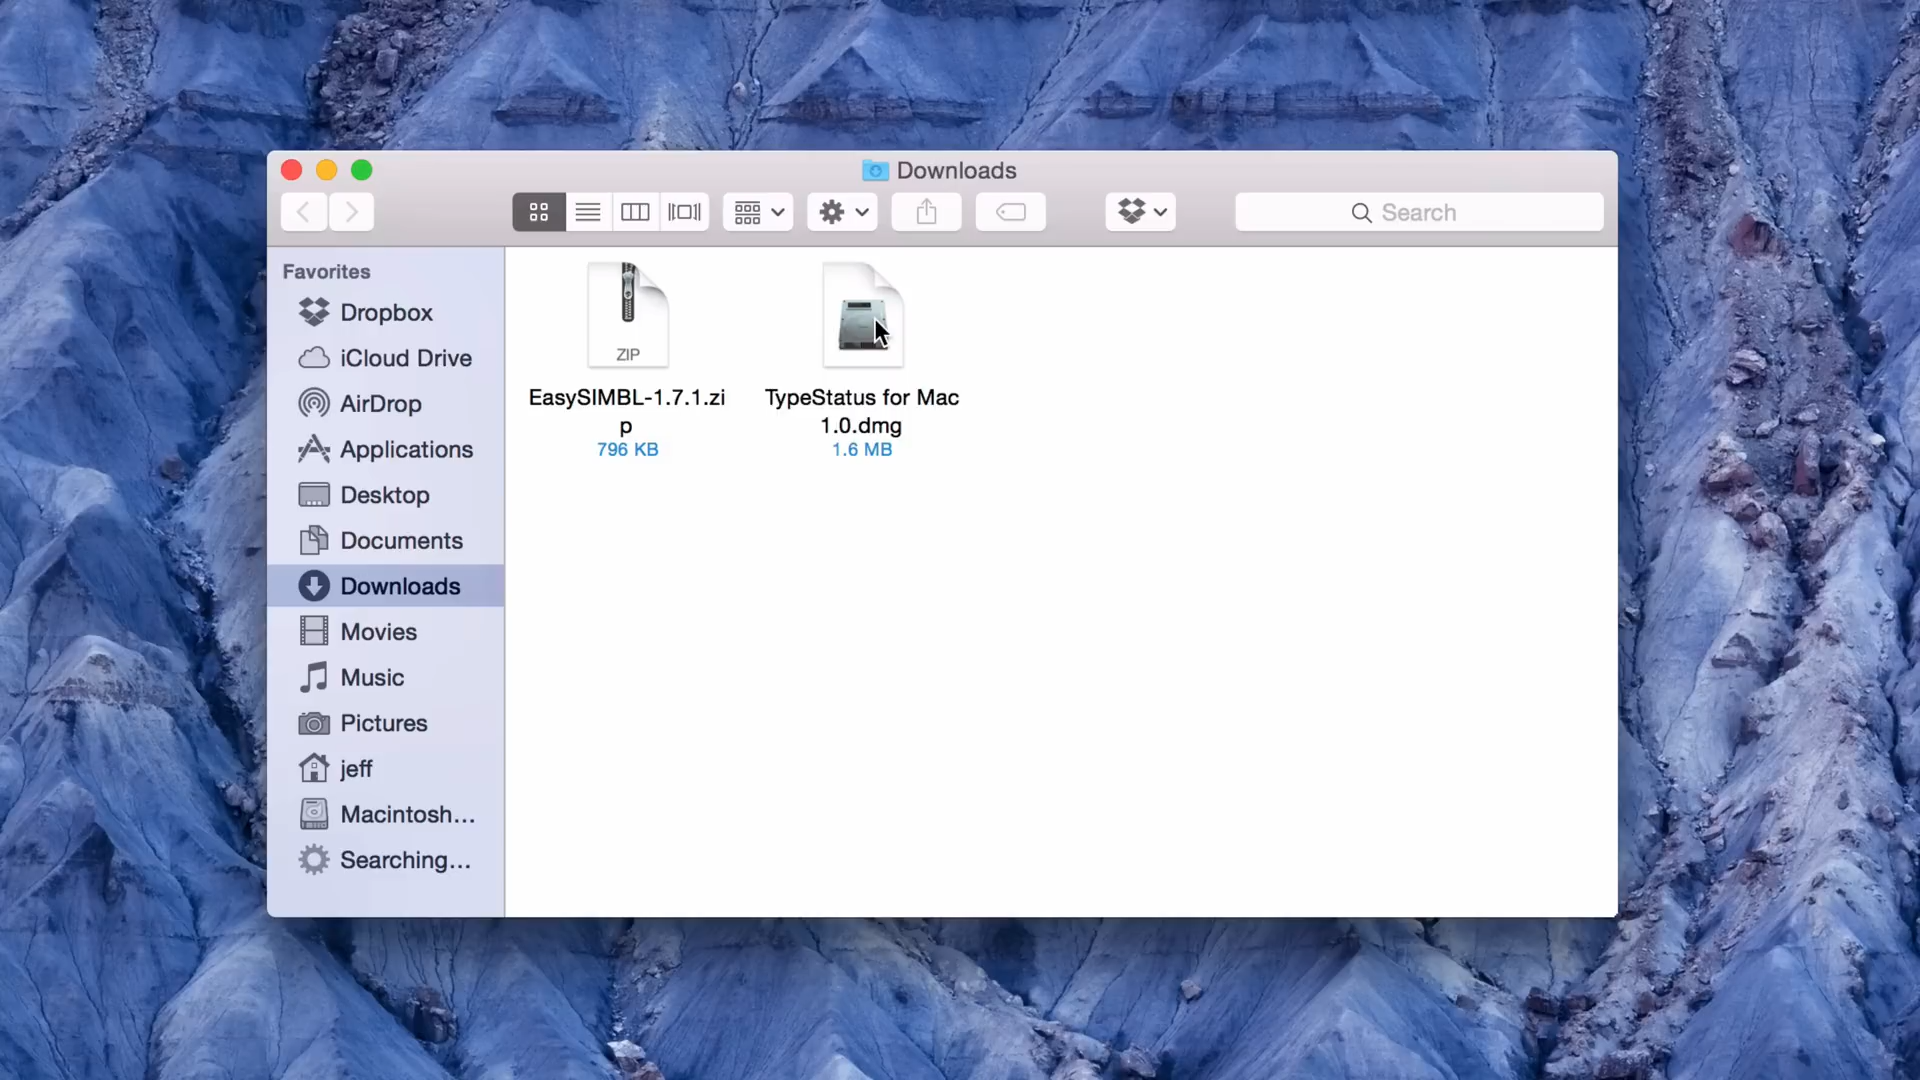 Downloads
Search
Favorites
Dropbox
iCloud Drive
AirDrop
Applications
Desktop
Documents
Downloads
Movies
Music
Pictures
jeff
Macintosh...
Searching...
ZIP
EasySIMBL-1.7.1.zi
p
796 KB
TypeStatus for Mac
1.0.dmg
1.6 MB